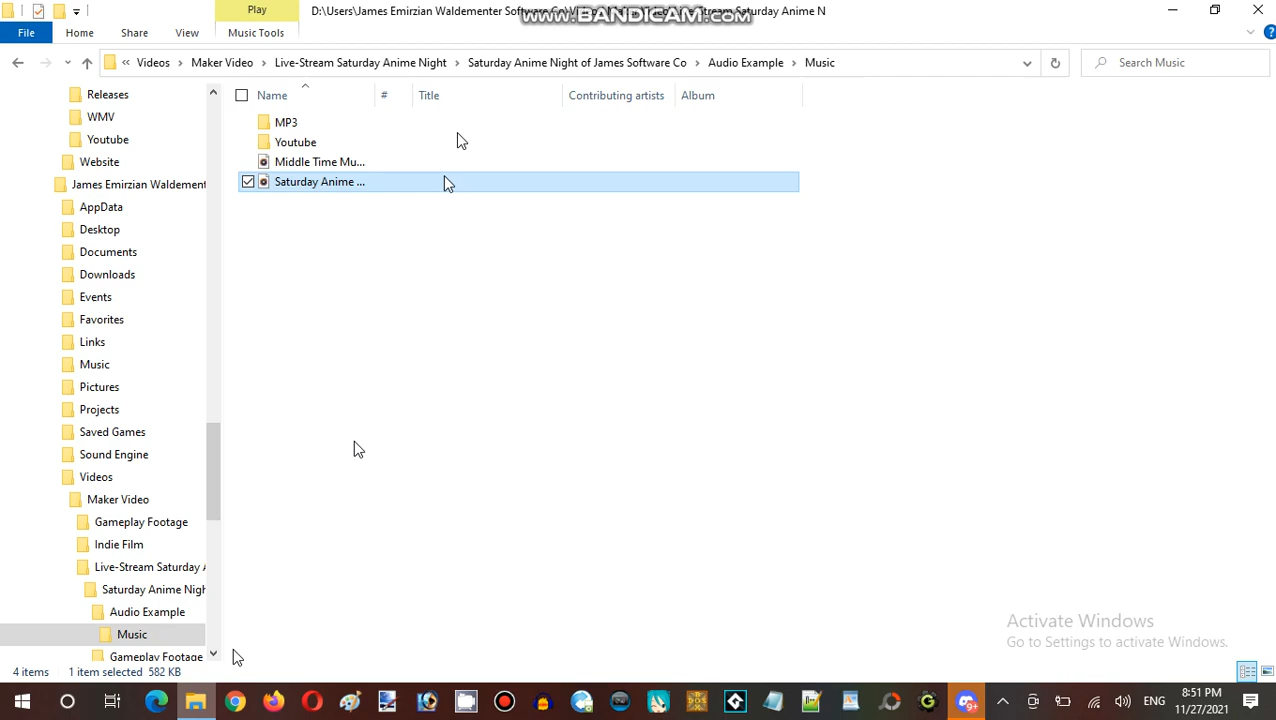 Play
D:\Users\James Emirzian Waldementer Software Co\Videos\Maker Video\Live-Stream Saturday Anime N
www.BANDICAM.com
File Home Share View Music Tools
« Videos > Maker Video > Live-Stream Saturday Anime Night > Saturday Anime Night of James Software Co > Audio Example > Music
Search Music
Name # Title Contributing artists Album
MP3
Youtube
Middle Time Mu...
Saturday Anime ...
Releases
WMV
Youtube
Website
James Emirzian Waldement
AppData
Desktop
Documents
Downloads
Events
Favorites
Links
Music
Pictures
Projects
Saved Games
Sound Engine
Videos
Maker Video
Gameplay Footage
Indie Film
Live-Stream Saturday A
Saturday Anime Nigh
Audio Example
Music
Gameplay Footage
Activate Windows
Go to Settings to activate Windows.
4 items 1 item selected 582 KB
9+
ENG
8:51 PM
11/27/2021